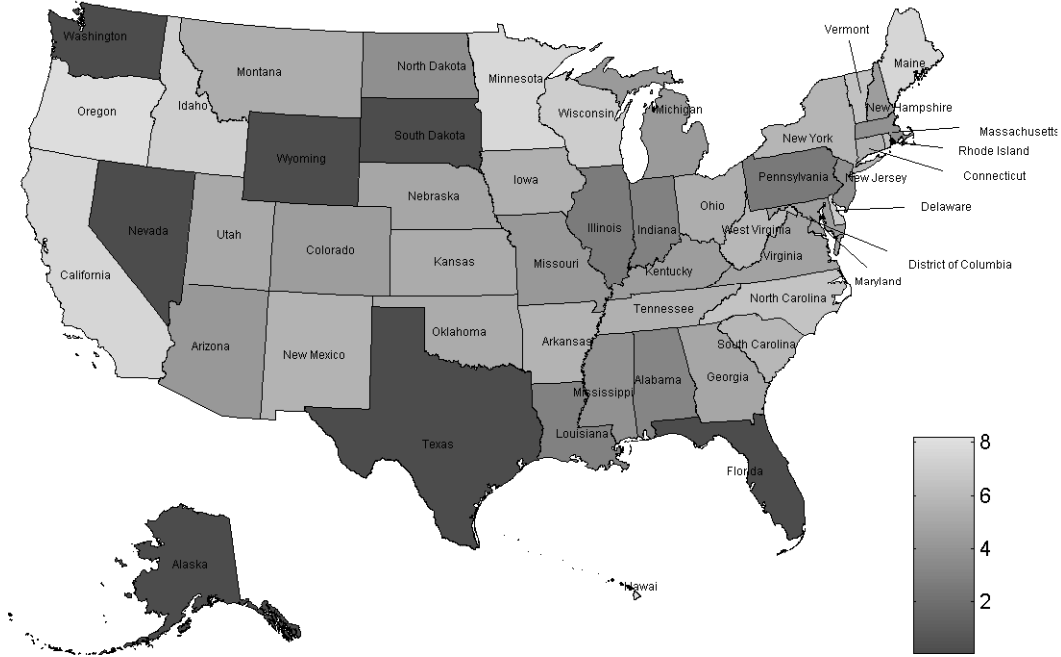 Washington
Vermont
Maine
Montana
North Dakota
Minnesota
Oregon
Idaho
Wisconsin
Michigan
New Hampshire
South Dakota
Massachusetts
New York
Rhode Island
Wyoming
Pennsylvania
New Jersey
Connecticut
Iowa
Nebraska
Ohio
Delaware
Nevada
Utah
Illinois
Indiana
West Virginia
Colorado
Virginia
California
Kansas
Missouri
Kentucky
District of Columbia
Maryland
North Carolina
Tennessee
Oklahoma
Arizona
New Mexico
Arkansas
South Carolina
Georgia
Mississippi
Alabama
Texas
Louisiana
Florida
8
6
4
2
Alaska
Hawai